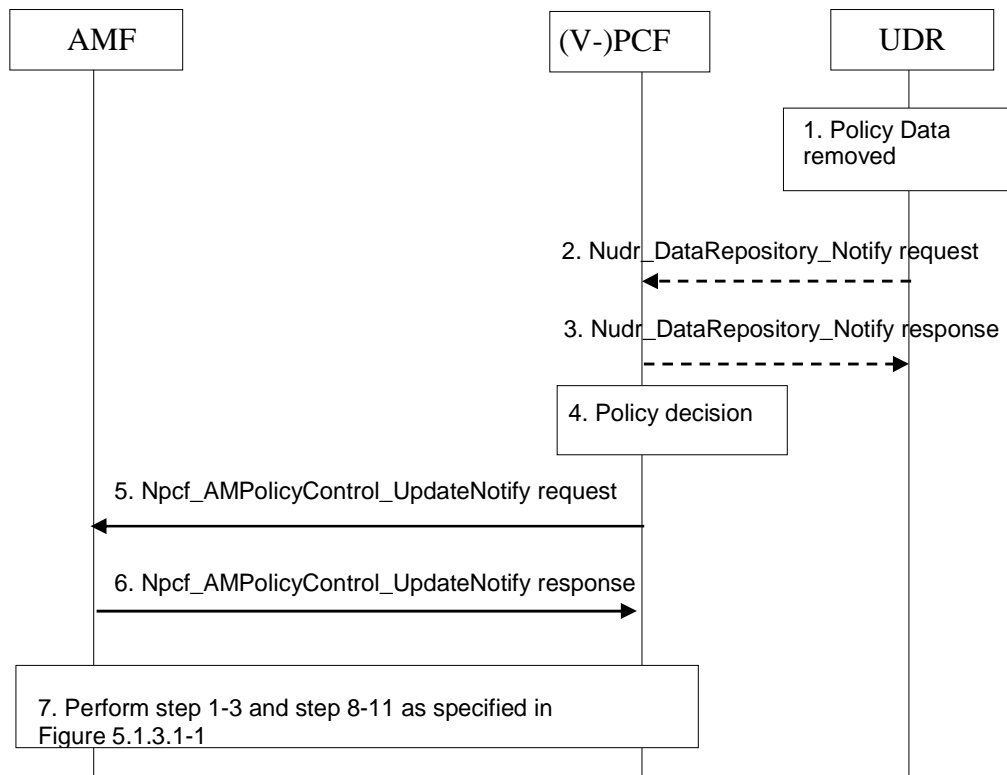 AMF
(V-)PCF
UDR
1. Policy Data
removed
2. Nudr_DataRepository_Notify request
3. Nudr_DataRepository_Notify response
4. Policy decision
5. Npcf_AMPolicyControl_UpdateNotify request
6. Npcf_AMPolicyControl_UpdateNotify response
7. Perform step 1-3 and step 8-11 as specified in
Figure 5.1.3.1-1